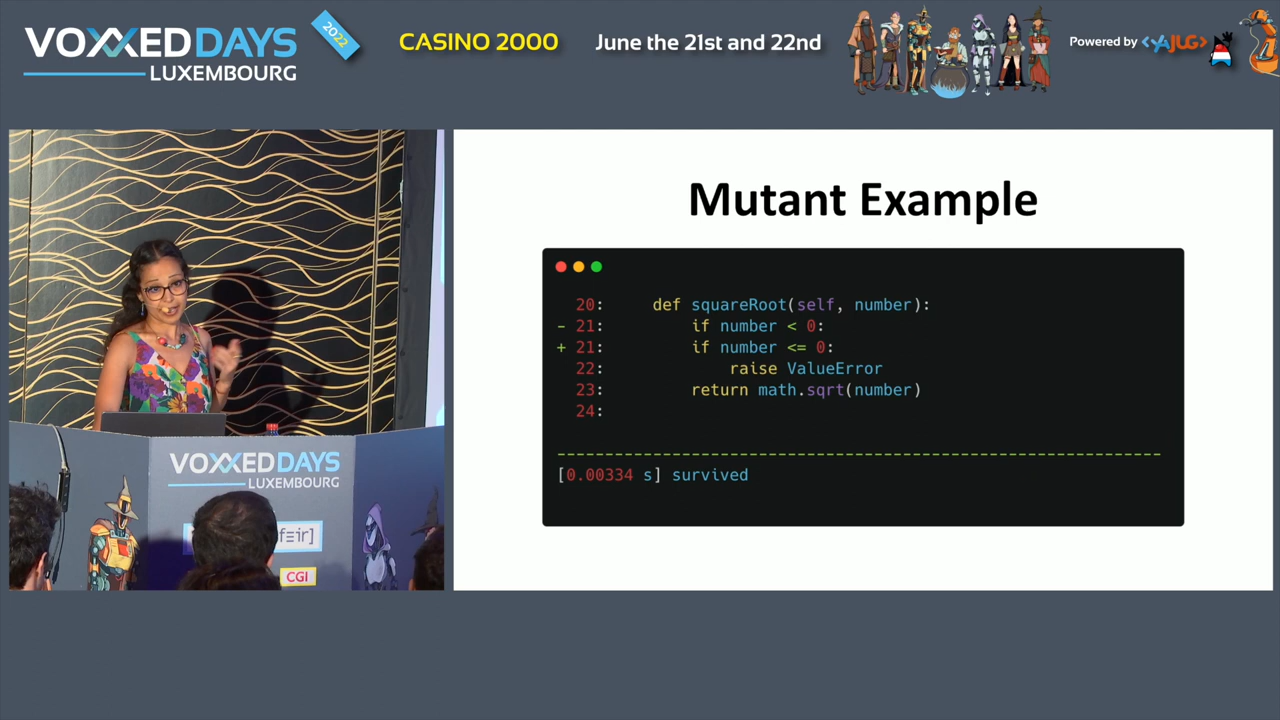 VOXXED DAYS
LUXEMBOURG
2022
CASINO 2000
June the 21st and 22nd
Powered by <YAJUG>
VOXXED DAYS
LUXEMBOURG
CGI
Mutant Example
20: def squareRoot(self, number):
- 21: if number < 0:
+ 21: if number <= 0:
22: raise ValueError
23: return math.sqrt(number)
24:
[0.00334 s] survived